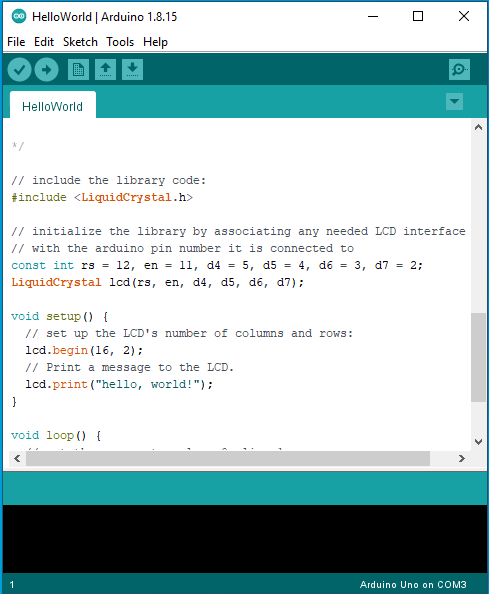 HelloWorld | Arduino 1.8.15
File Edit Sketch Tools Help
HelloWorld
*/
// include the library code:
#include <LiquidCrystal.h>
// initialize the library by associating any needed LCD interface
// with the arduino pin number it is connected to
const int rs = 12, en = 11, d4 = 5, d5 = 4, d6 = 3, d7 = 2;
LiquidCrystal lcd(rs, en, d4, d5, d6, d7);
void setup() {
  // set up the LCD's number of columns and rows:
  lcd.begin(16, 2);
  // Print a message to the LCD.
  lcd.print("hello, world!");
}
void loop() {
1
Arduino Uno on COM3